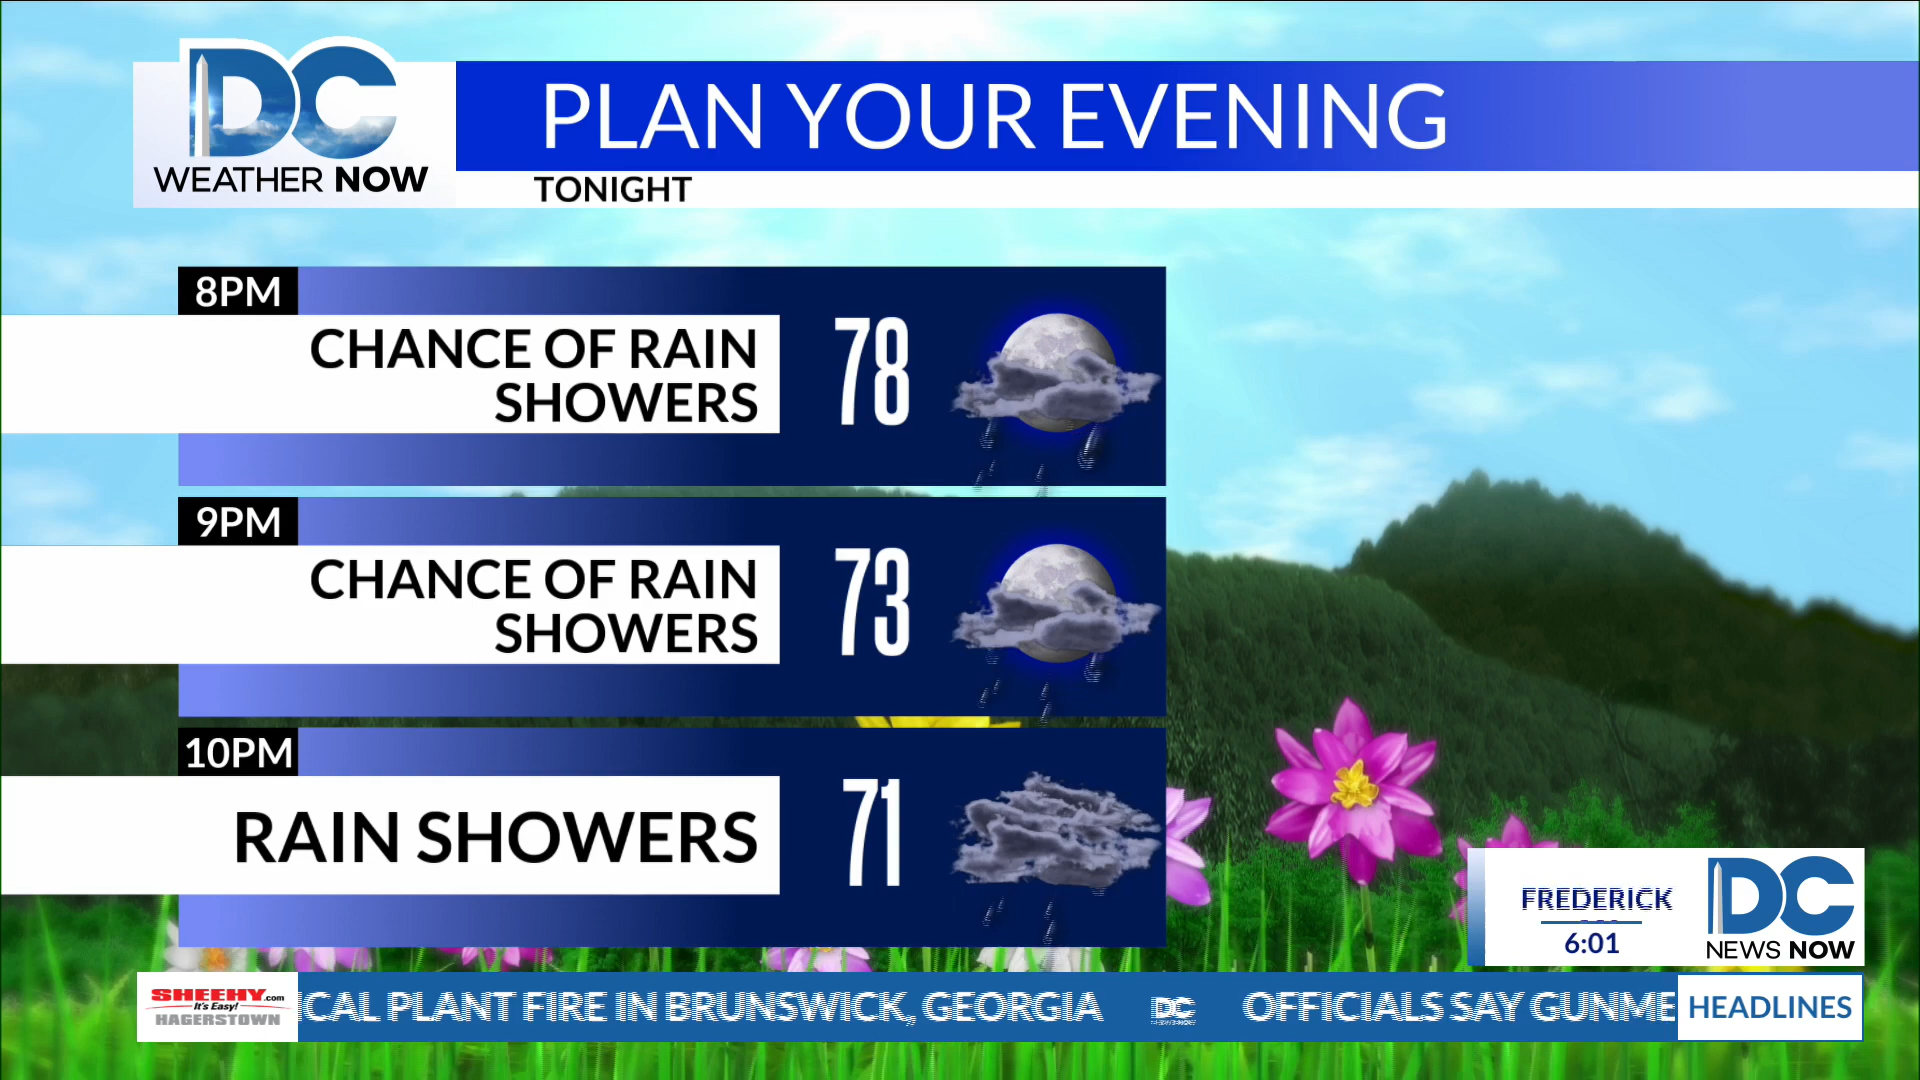 DC
WEATHER NOW
PLAN YOUR EVENING
TONIGHT
8PM
CHANCE OF RAIN
SHOWERS
78
9PM
CHANCE OF RAIN
SHOWERS
73
10PM
RAIN SHOWERS
71
FREDERICK
6:01
DC
NEWS NOW
SHEEHY.com
It's Easy!
HAGERSTOWN
ICAL PLANT FIRE IN BRUNSWICK, GEORGIA
DC
OFFICIALS SAY GUNME
HEADLINES